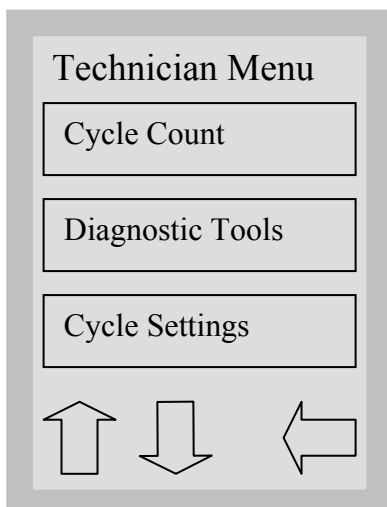 Technician Menu
Cycle Count
Diagnostic Tools
Cycle Settings